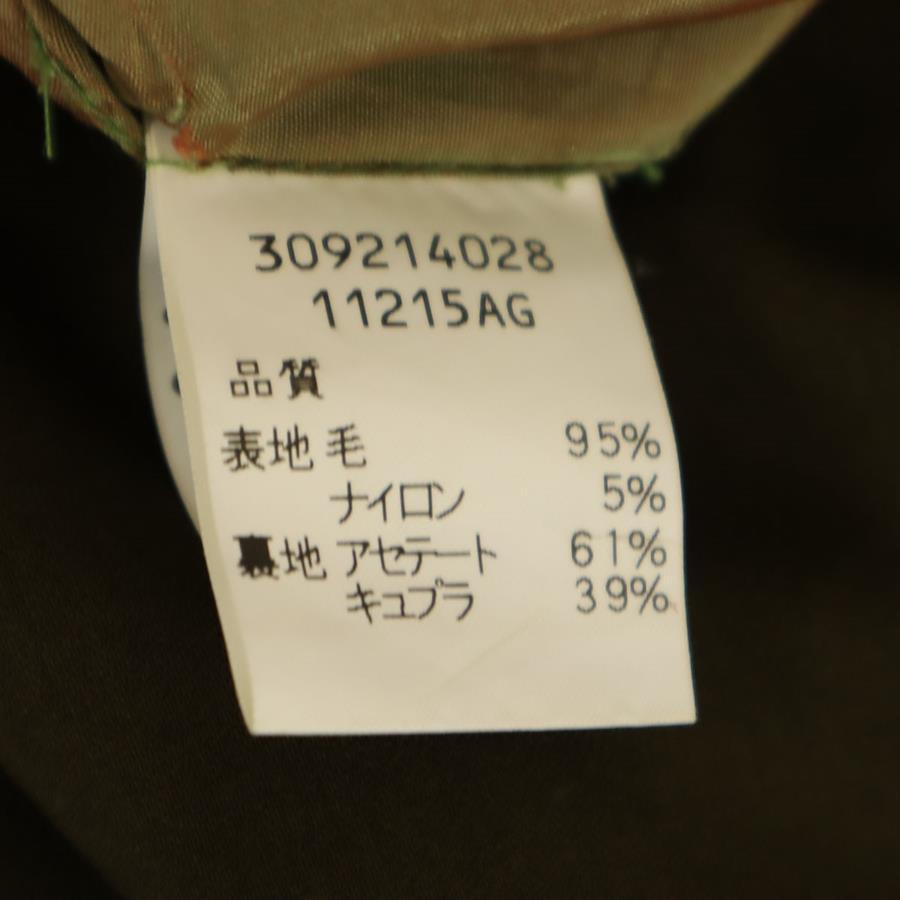 309214028
11215AG
品質
表地 毛 95%
ナイロン 5%
裏地 アセテート 61%
キュプラ 39%